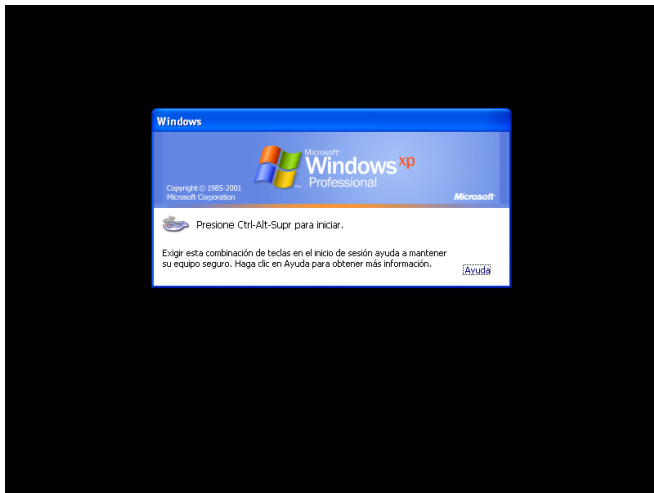 Windows
Microsoft®
Windows xp
Professional
Copyright © 1985-2001
Microsoft Corporation
Microsoft
Presione Ctrl-Alt-Supr para iniciar.
Exigir esta combinación de teclas en el inicio de sesión ayuda a mantener
su equipo seguro. Haga clic en Ayuda para obtener más información.
Ayuda